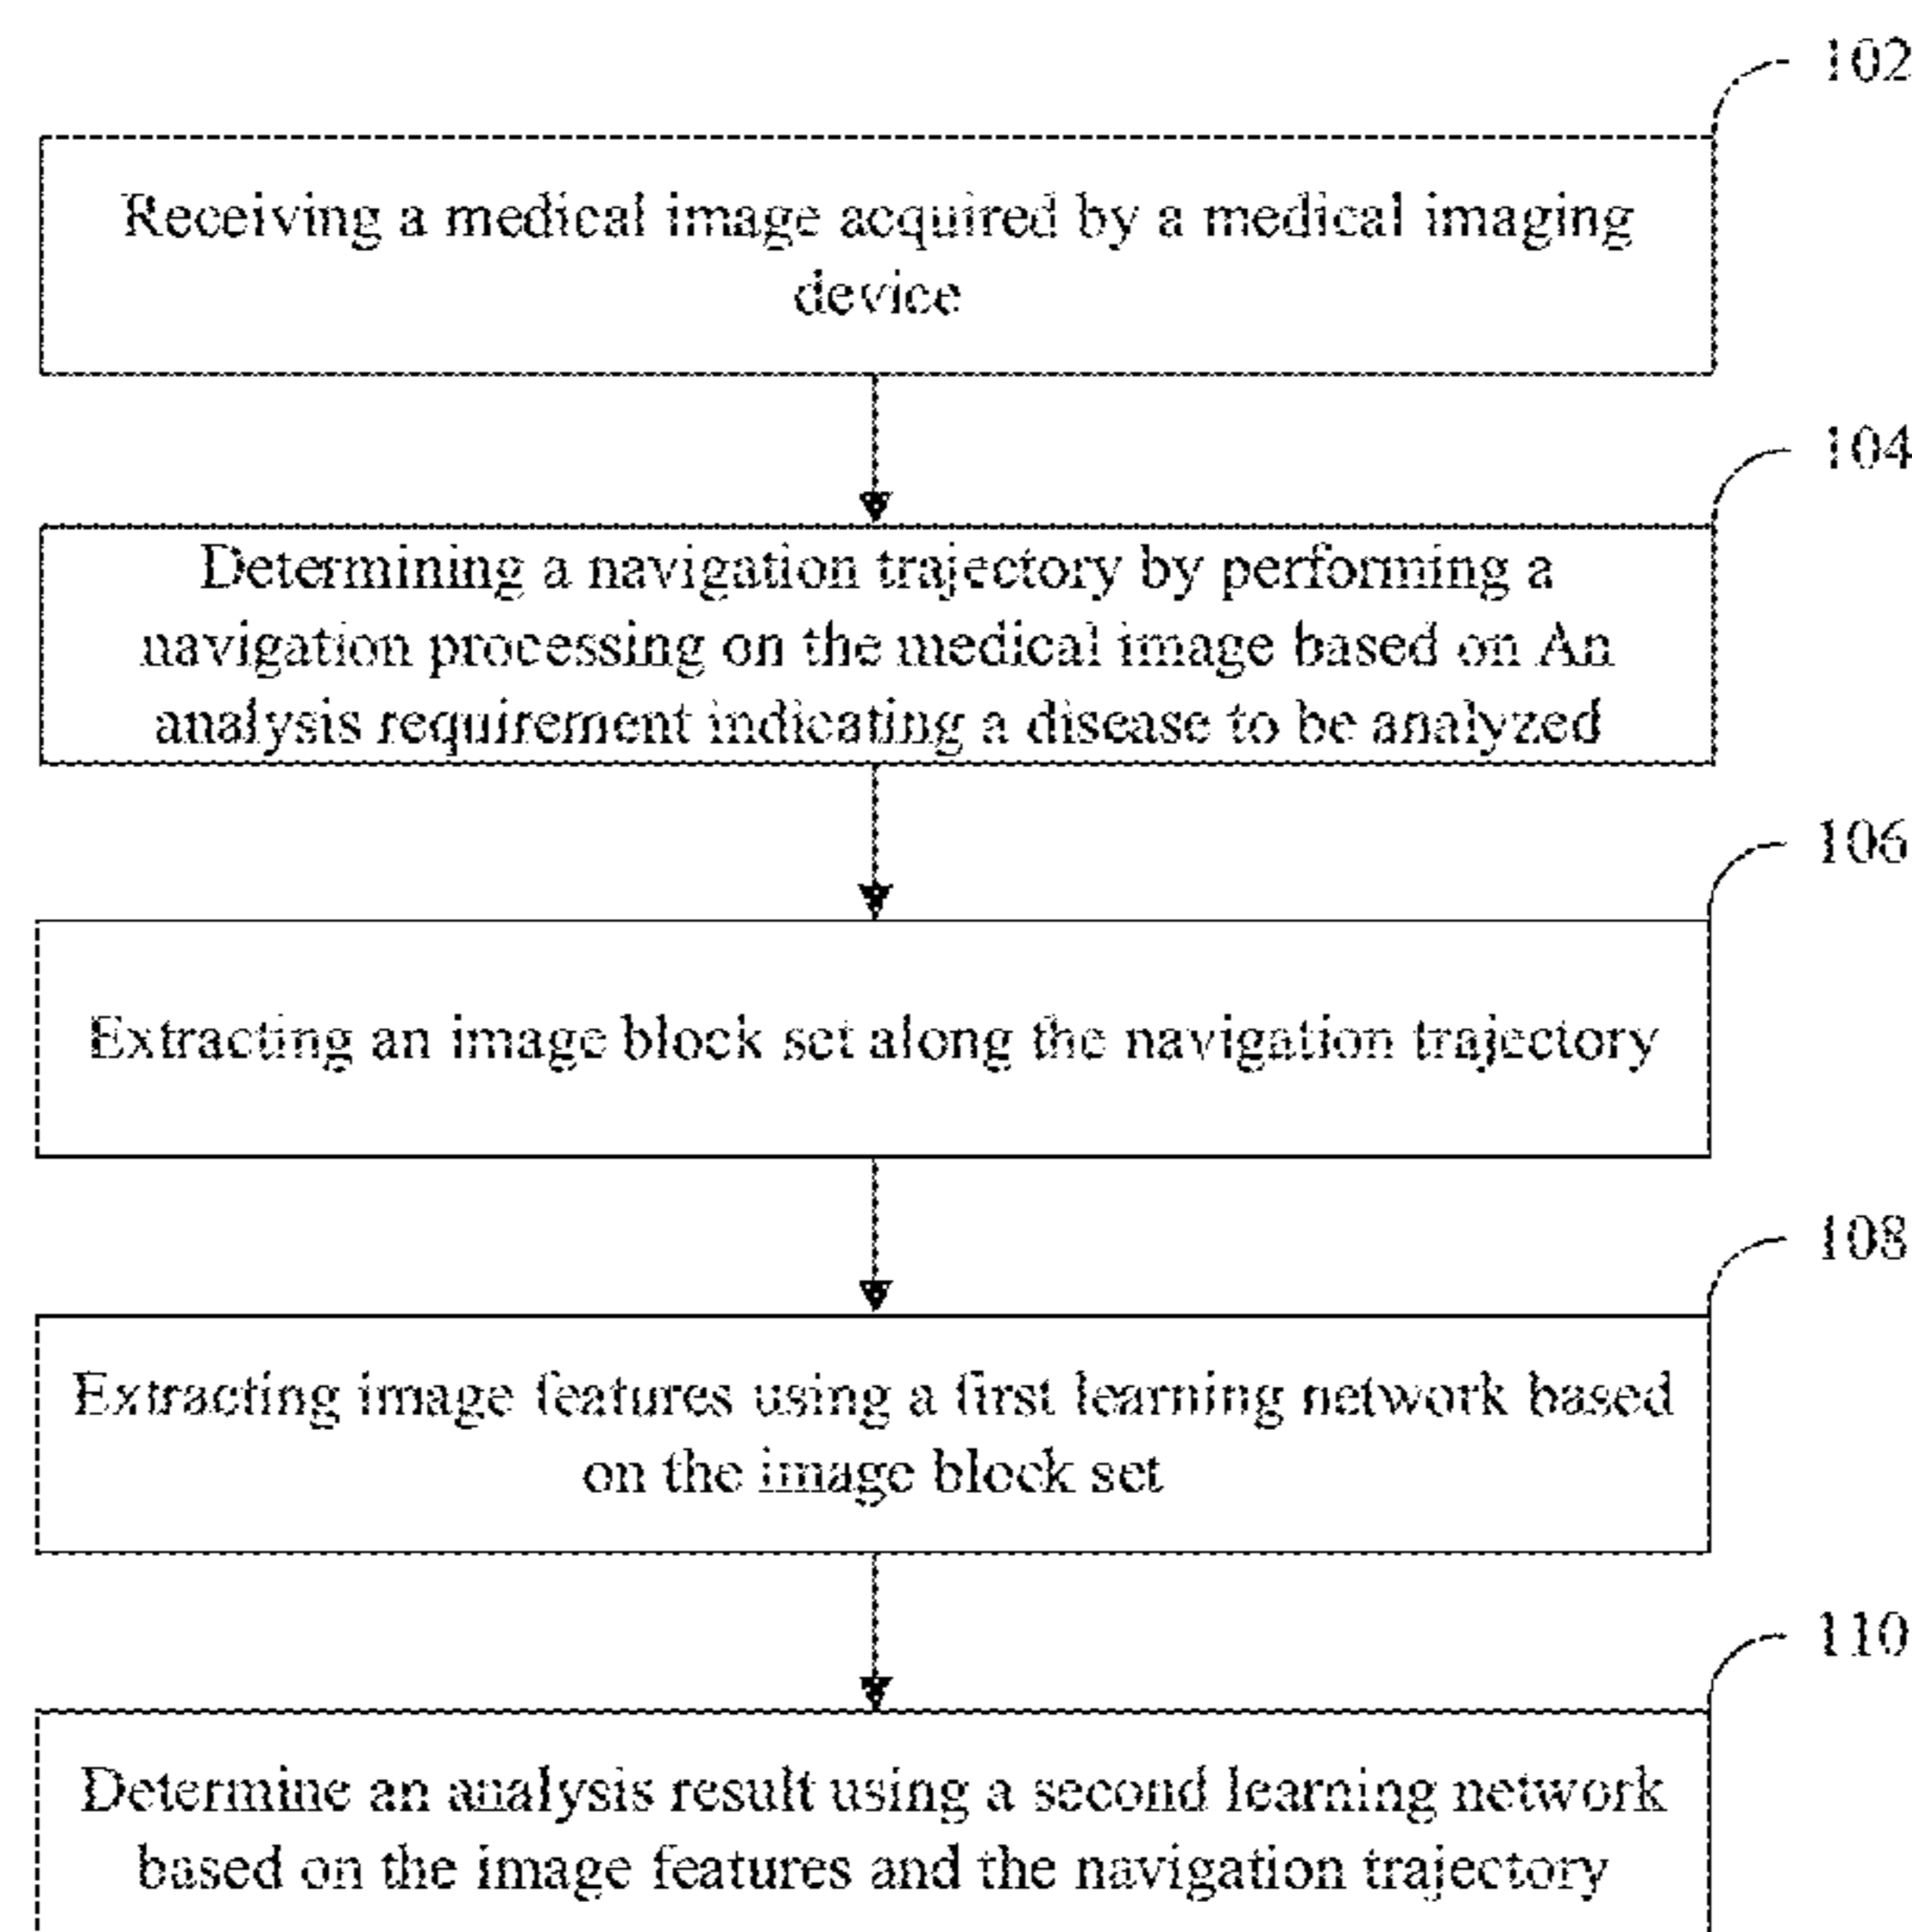 102
Receiving a medical image acquired by a medical imaging
device
104
Determining a navigation trajectory by performing a
navigation processing on the medical image based on An
analysis requirement indicating a disease to be analyzed
106
Extracting an image block set along the navigation trajectory
108
Extracting image features using a first learning network based
on the image block set
110
Determine an analysis result using a second learning network
based on the image features and the navigation trajectory